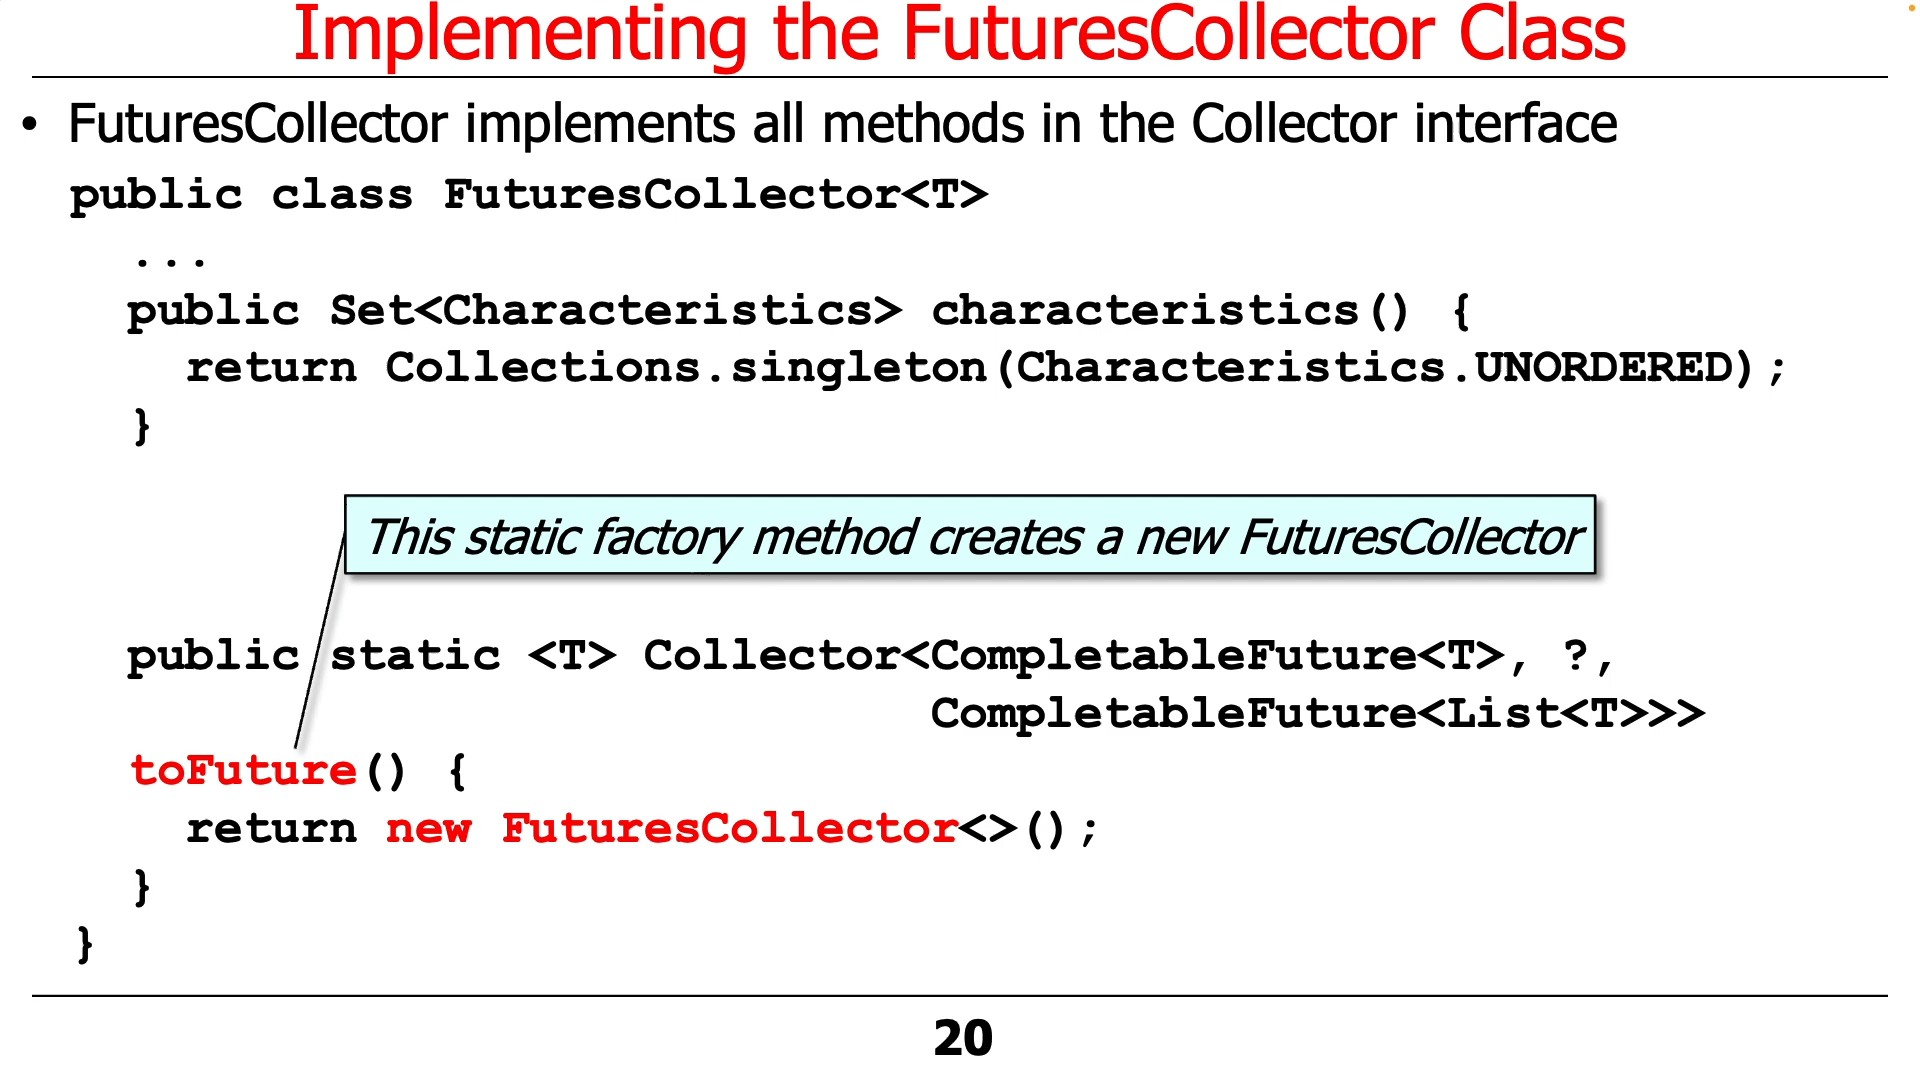 Implementing the FuturesCollector Class
• FuturesCollector implements all methods in the Collector interface
public class FuturesCollector<T>
...
public Set<Characteristics> characteristics() {
return Collections.singleton(Characteristics.UNORDERED);
}
This static factory method creates a new FuturesCollector
public static <T> Collector<CompletableFuture<T>, ?,
CompletableFuture<List<T>>>
toFuture() {
return new FuturesCollector<>();
}
}
20